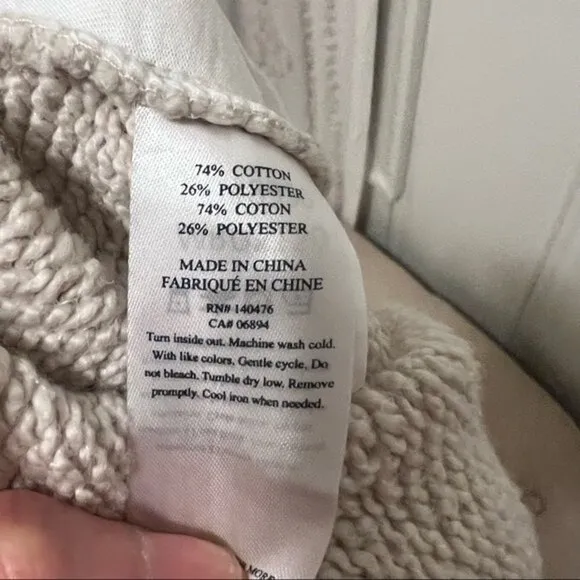 74% COTTON
26% POLYESTER
74% COTON
26% POLYESTER
MADE IN CHINA
FABRIQUÉ EN CHINE
RN# 140476
CA# 06894
Turn inside out. Machine wash cold.
With like colors. Gentle cycle. Do
not bleach. Tumble dry low. Remove
promptly. Cool iron when needed.